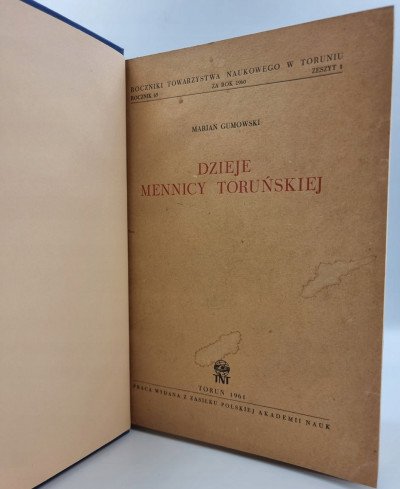 ROCZNIKI TOWARZYSTWA NAUKOWEGO W TORUNIU
ROCZNIK 65 ZA ROK 1960 ZESZYT 1
MARIAN GUMOWSKI
DZIEJE
MENNICY TORUŃSKIEJ
TNT
TORUŃ 1961
PRACA WYDANA Z ZASIŁKU POLSKIEJ AKADEMII NAUK